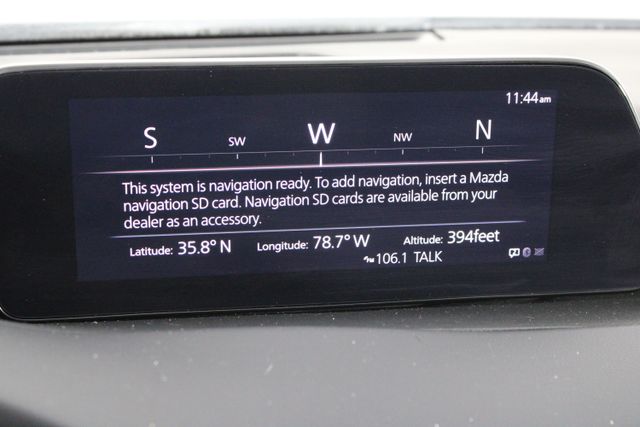 11:44am
S SW W NW N
This system is navigation ready. To add navigation, insert a Mazda
navigation SD card. Navigation SD cards are available from your
dealer as an accessory.
Latitude: 35.8° N Longitude: 78.7° W Altitude: 394feet
FM 106.1 TALK